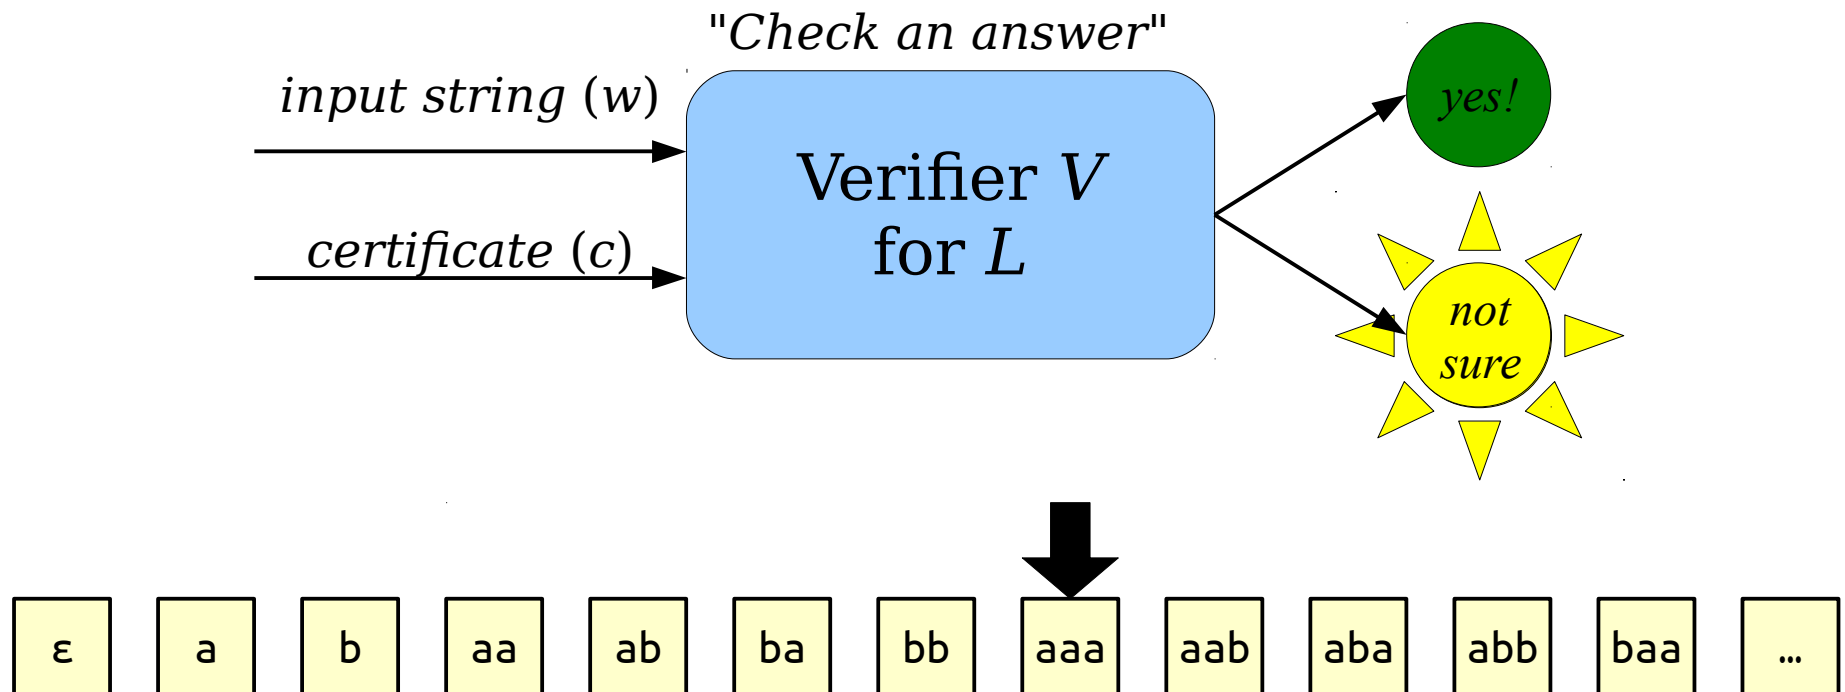 "Check an answer"
input string (w)
certificate (c)
Verifier V
for L
yes!
not
sure
ε a b aa ab ba bb aaa aab aba abb baa …